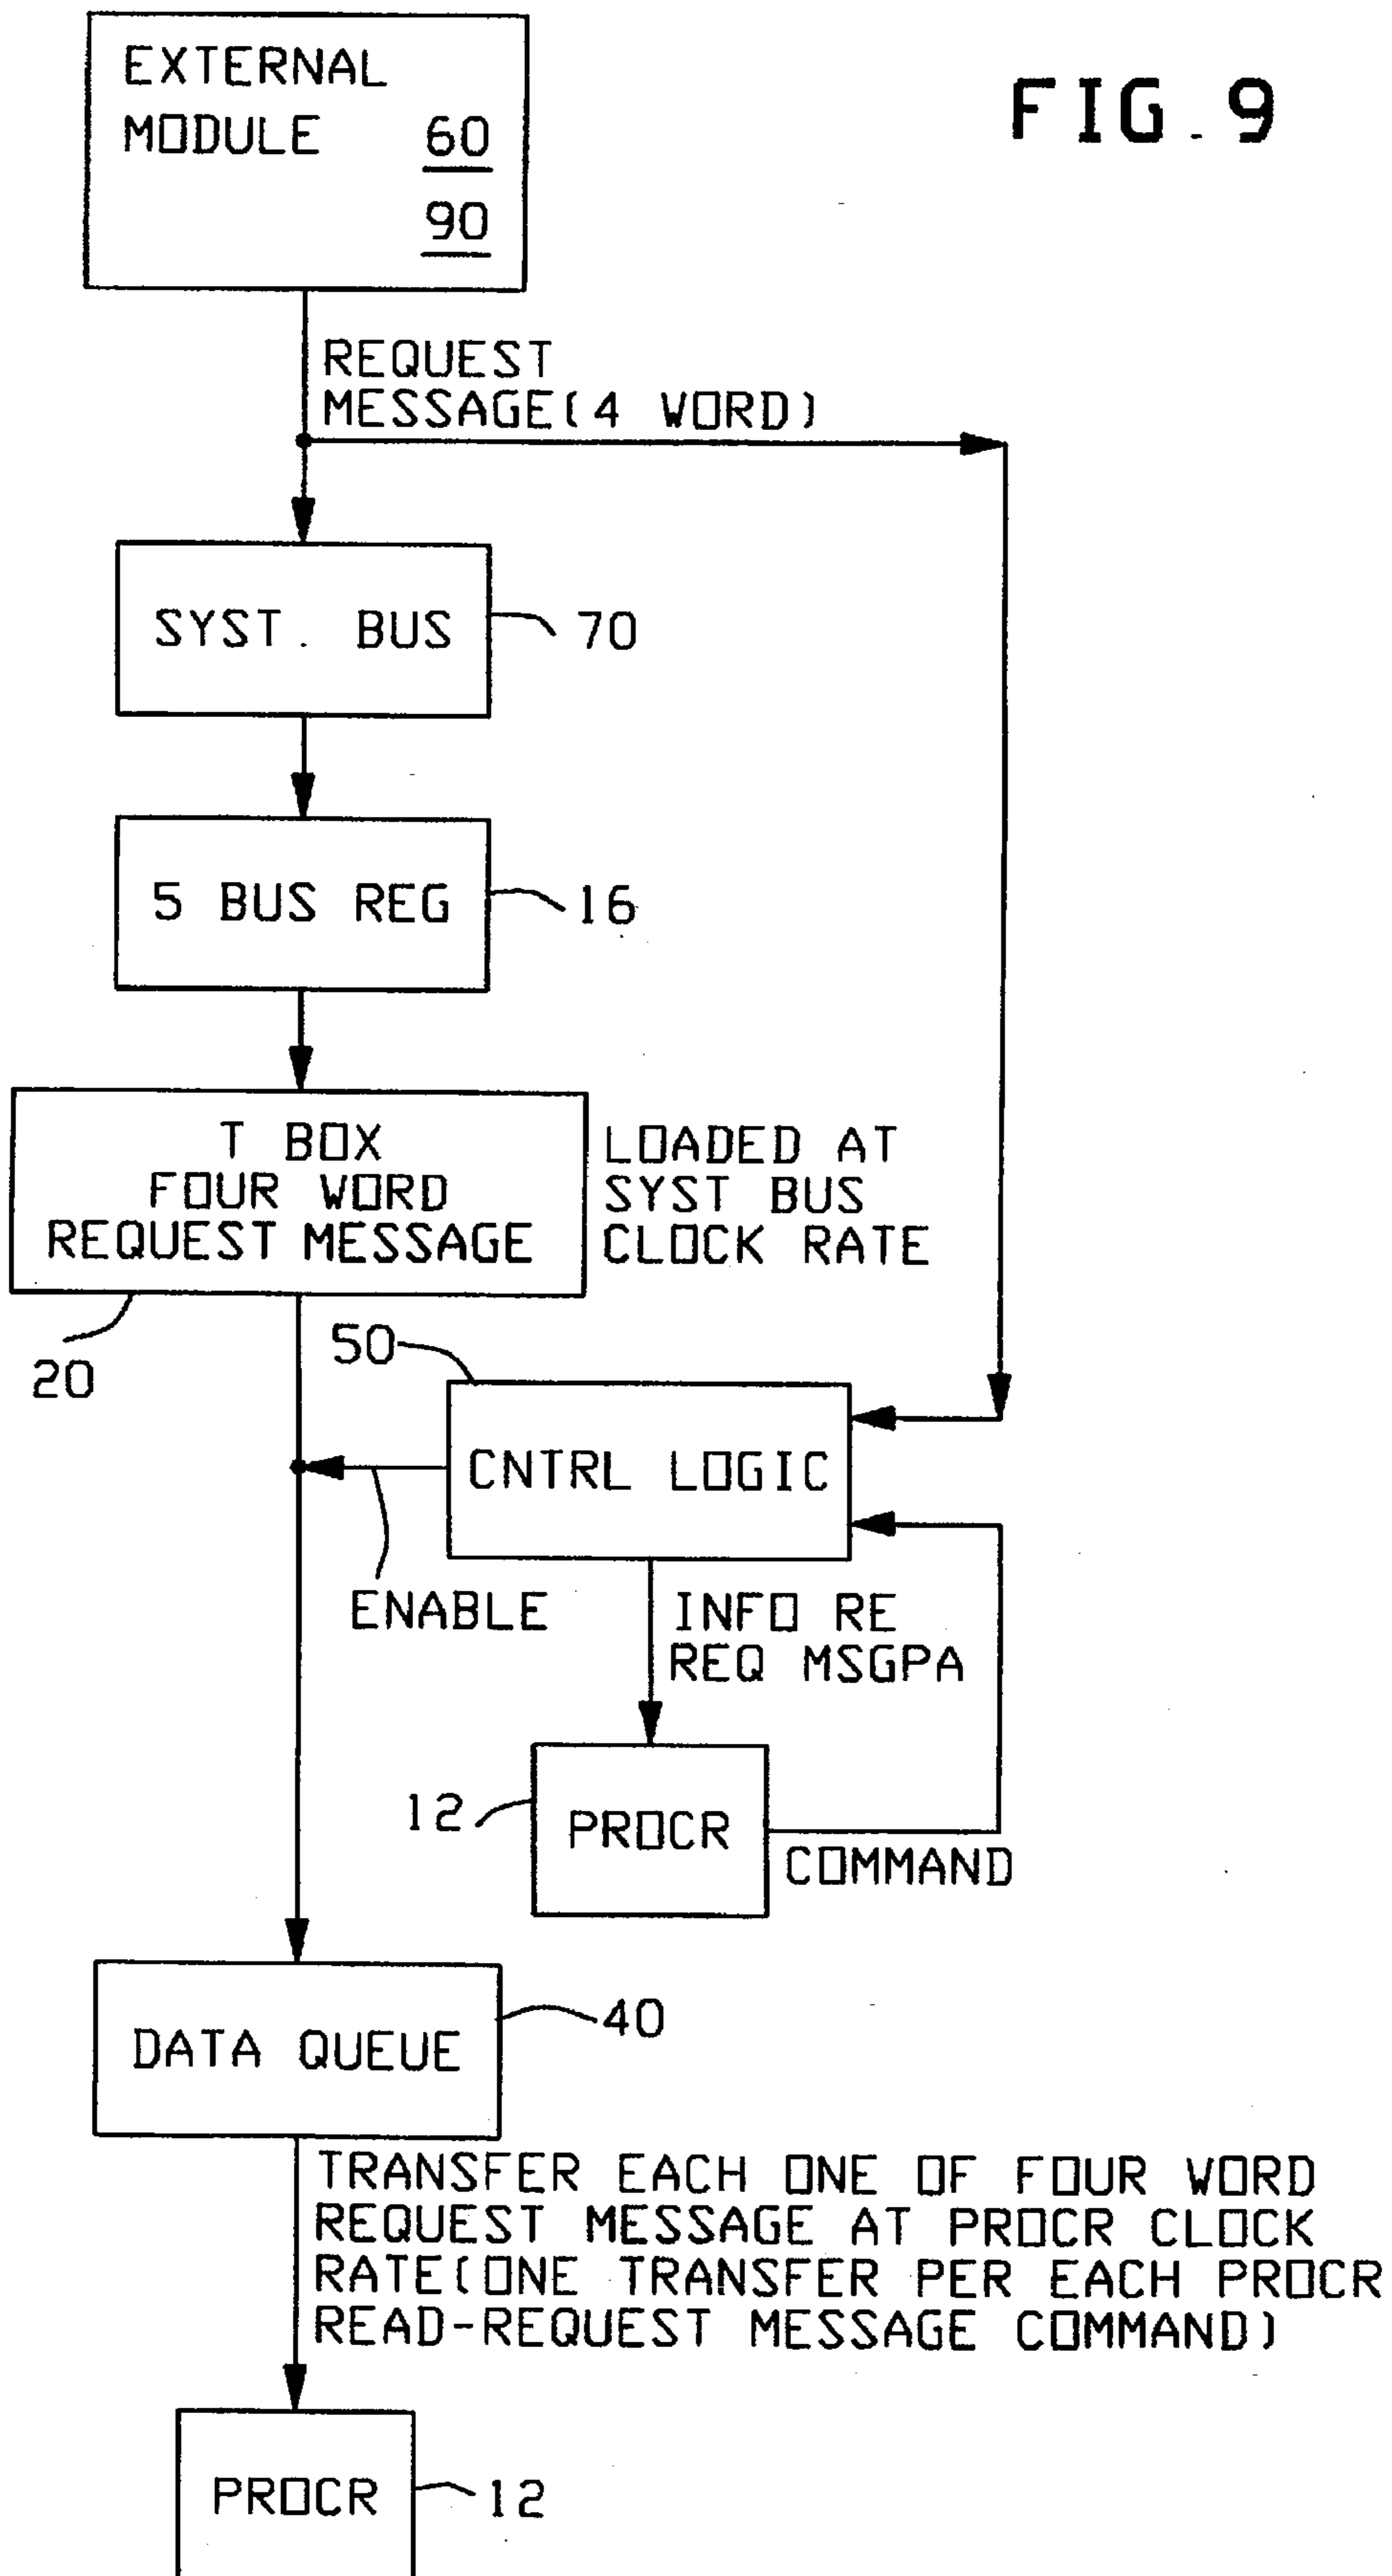 FIG. 9
EXTERNAL
MODULE 60
90
REQUEST
MESSAGE(4 WORD)
SYST. BUS
70
5 BUS REG
16
T BOX
FOUR WORD
REQUEST MESSAGE
LOADED AT
SYST BUS
CLOCK RATE
20
50
CNTRL LOGIC
ENABLE
INFO RE
REQ MSGPA
12
PROCR
COMMAND
DATA QUEUE
40
TRANSFER EACH ONE OF FOUR WORD
REQUEST MESSAGE AT PROCR CLOCK
RATE(ONE TRANSFER PER EACH PROCR
READ-REQUEST MESSAGE COMMAND)
PROCR
12